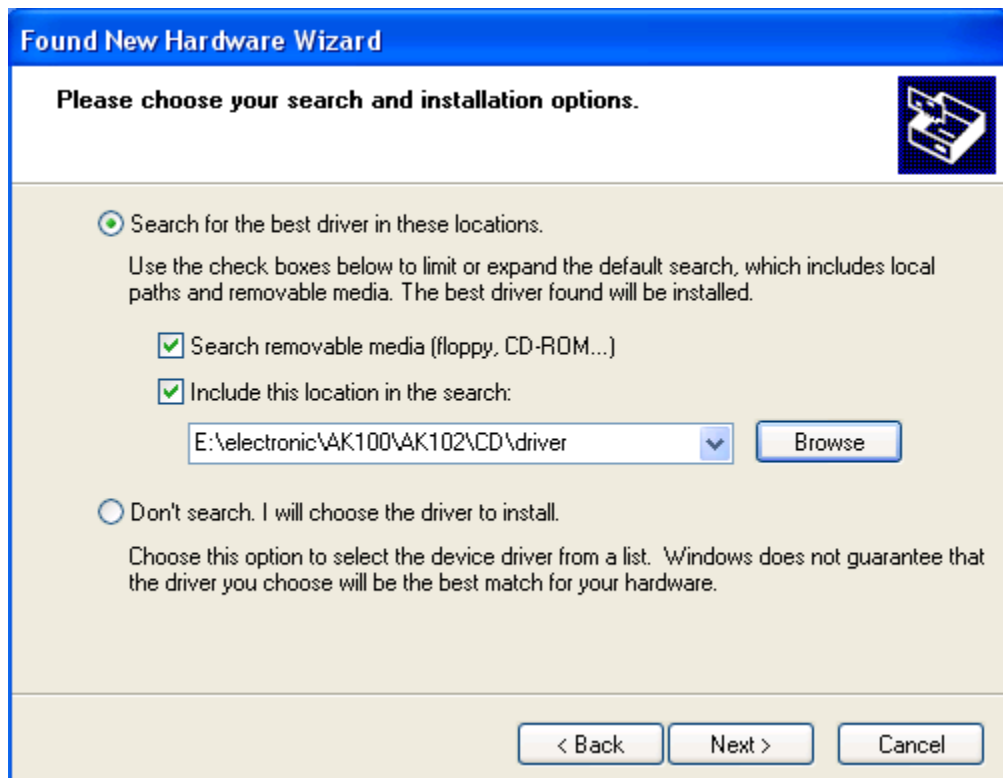 Found New Hardware Wizard
Please choose your search and installation options.
Search for the best driver in these locations.
Use the check boxes below to limit or expand the default search, which includes local
paths and removable media. The best driver found will be installed.
Search removable media (floppy, CD-ROM...)
Include this location in the search:
E:\electronic\AK100\AK102\CD\driver
Browse
Don't search. I will choose the driver to install.
Choose this option to select the device driver from a list.  Windows does not guarantee that
the driver you choose will be the best match for your hardware.
< Back
Next >
Cancel